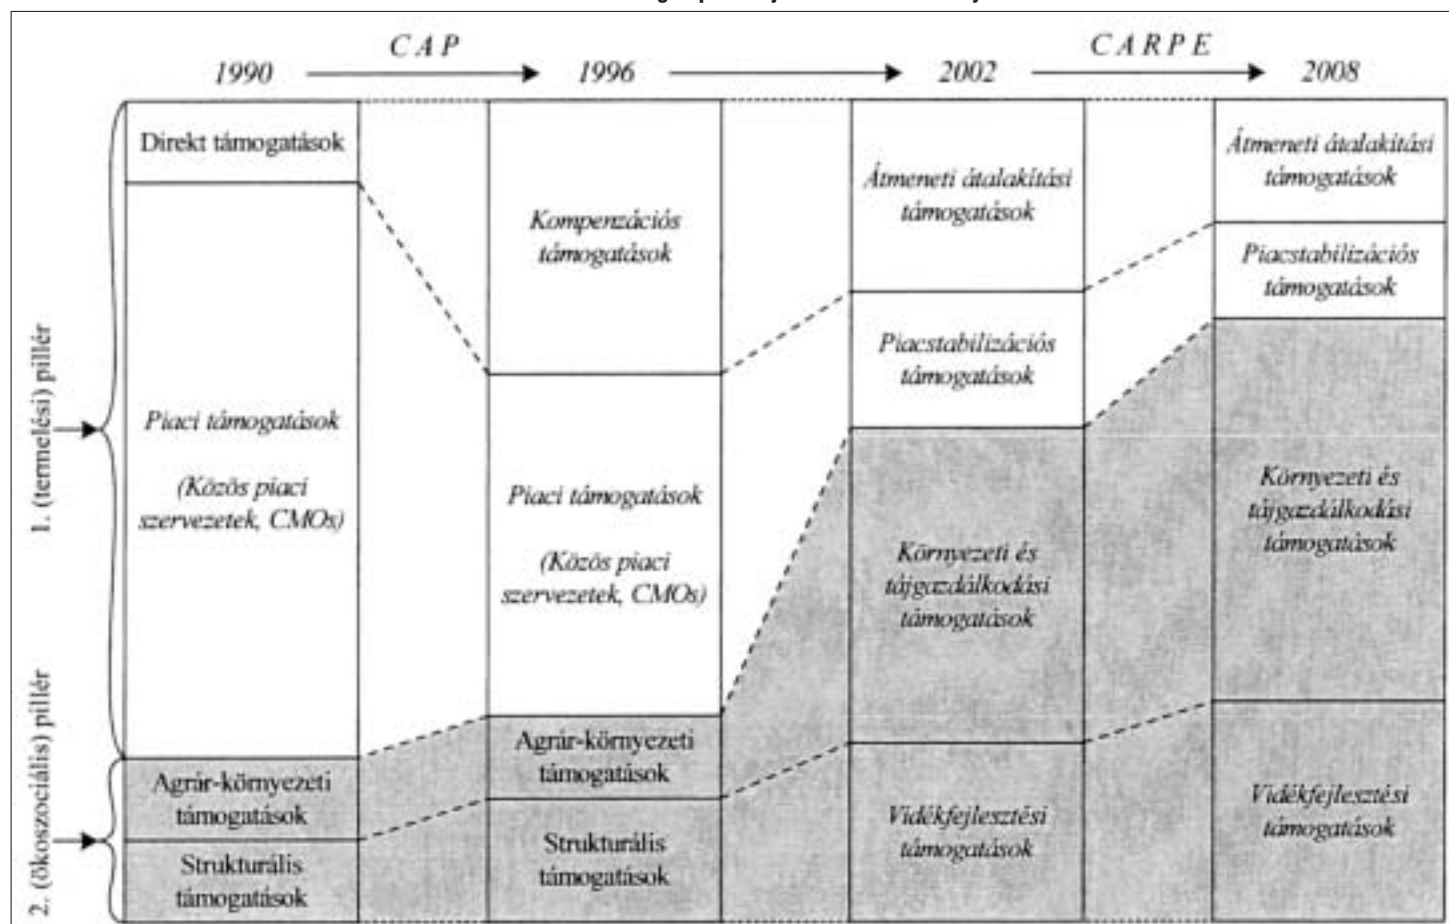 CAP
CARPE
1990
1996
2002
2008
1. (termelési) pillér
2. (ökoszociális) pillér
Direkt támogatások
Piaci támogatások
(Közös piaci
szervezetek, CMOs)
Agrár-környezeti
támogatások
Strukturális
támogatások
Kompenzációs
támogatások
Piaci támogatások
(Közös piaci
szervezetek, CMOs)
Agrár-környezeti
támogatások
Strukturális
támogatások
Átmeneti átalakítási
támogatások
Piacstabilizációs
támogatások
Környezeti és
tájgazdálkodási
támogatások
Vidékfejlesztési
támogatások
Átmeneti átalakítási
támogatások
Piacstabilizációs
támogatások
Környezeti és
tájgazdálkodási
támogatások
Vidékfejlesztési
támogatások